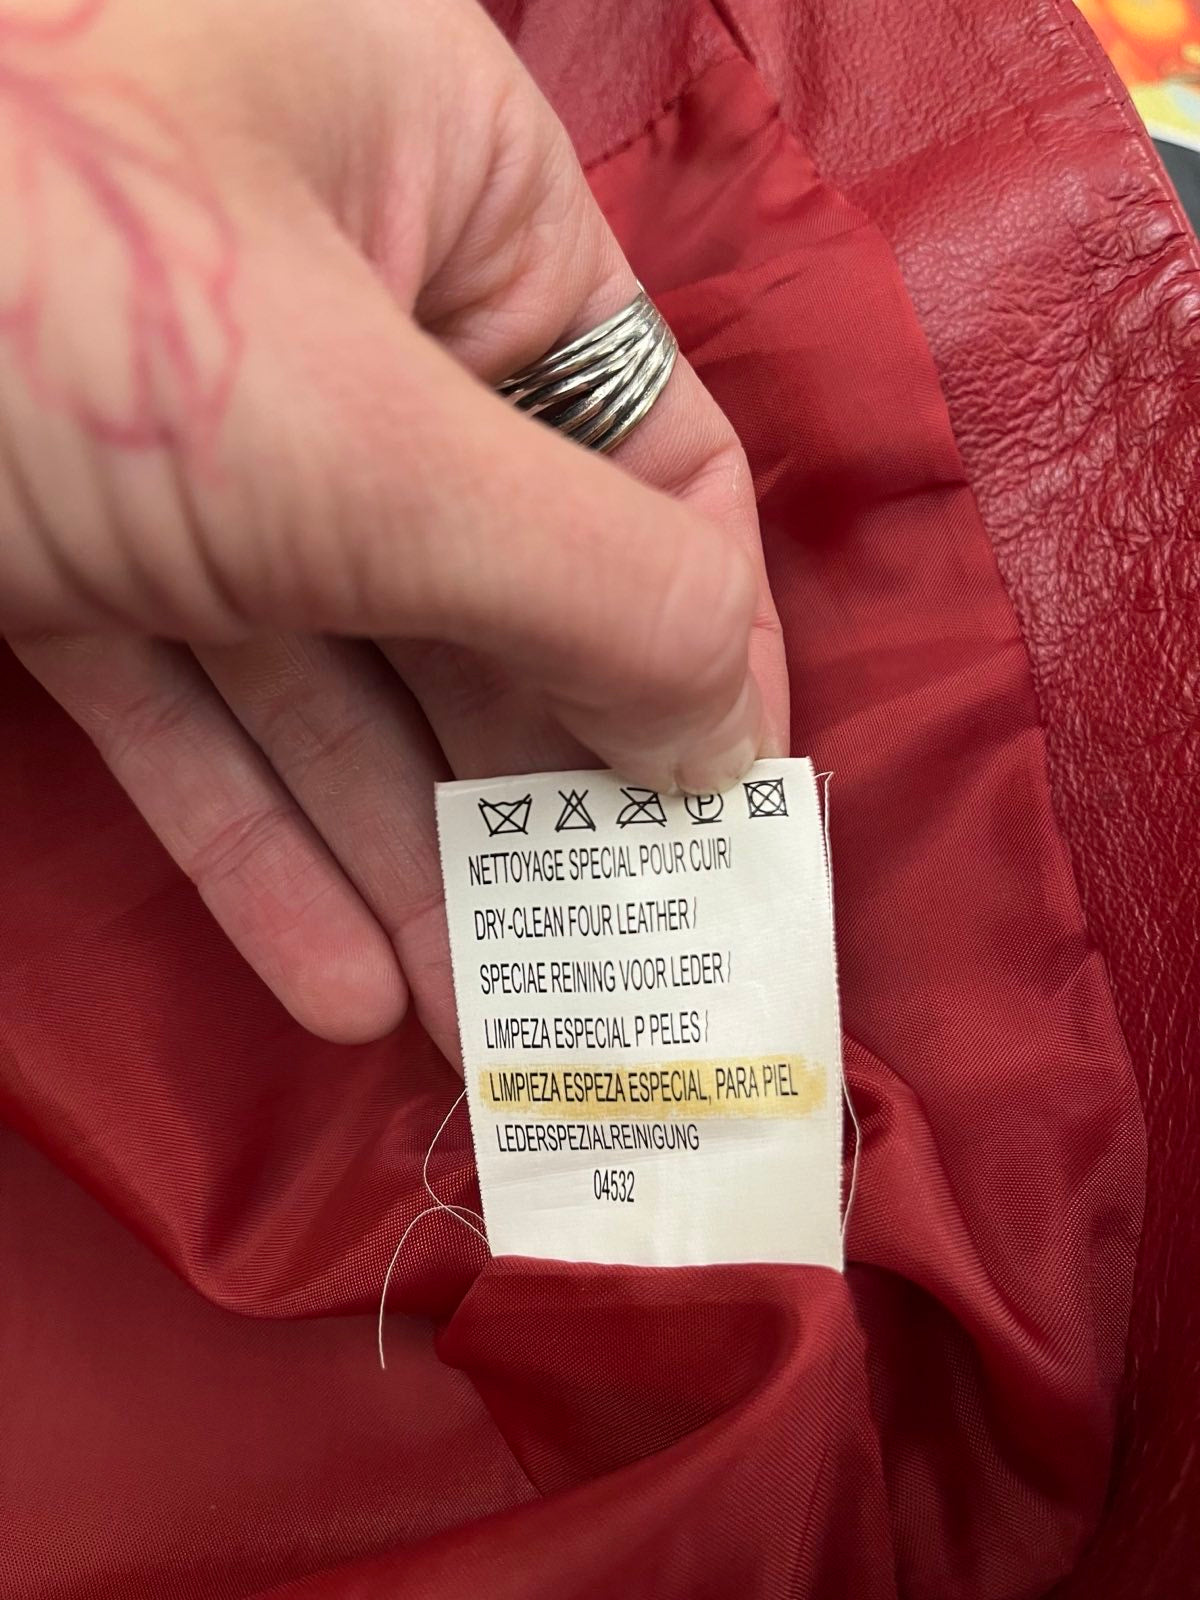 NETTOYAGE SPECIAL POUR CUIR/
DRY-CLEAN FOUR LEATHER/
SPECIAE REINING VOOR LEDER/
LIMPEZA ESPECIAL P PELES/
LIMPIEZA ESPEZA ESPECIAL, PARA PIEL
LEDERSPEZIALREINIGUNG
04532